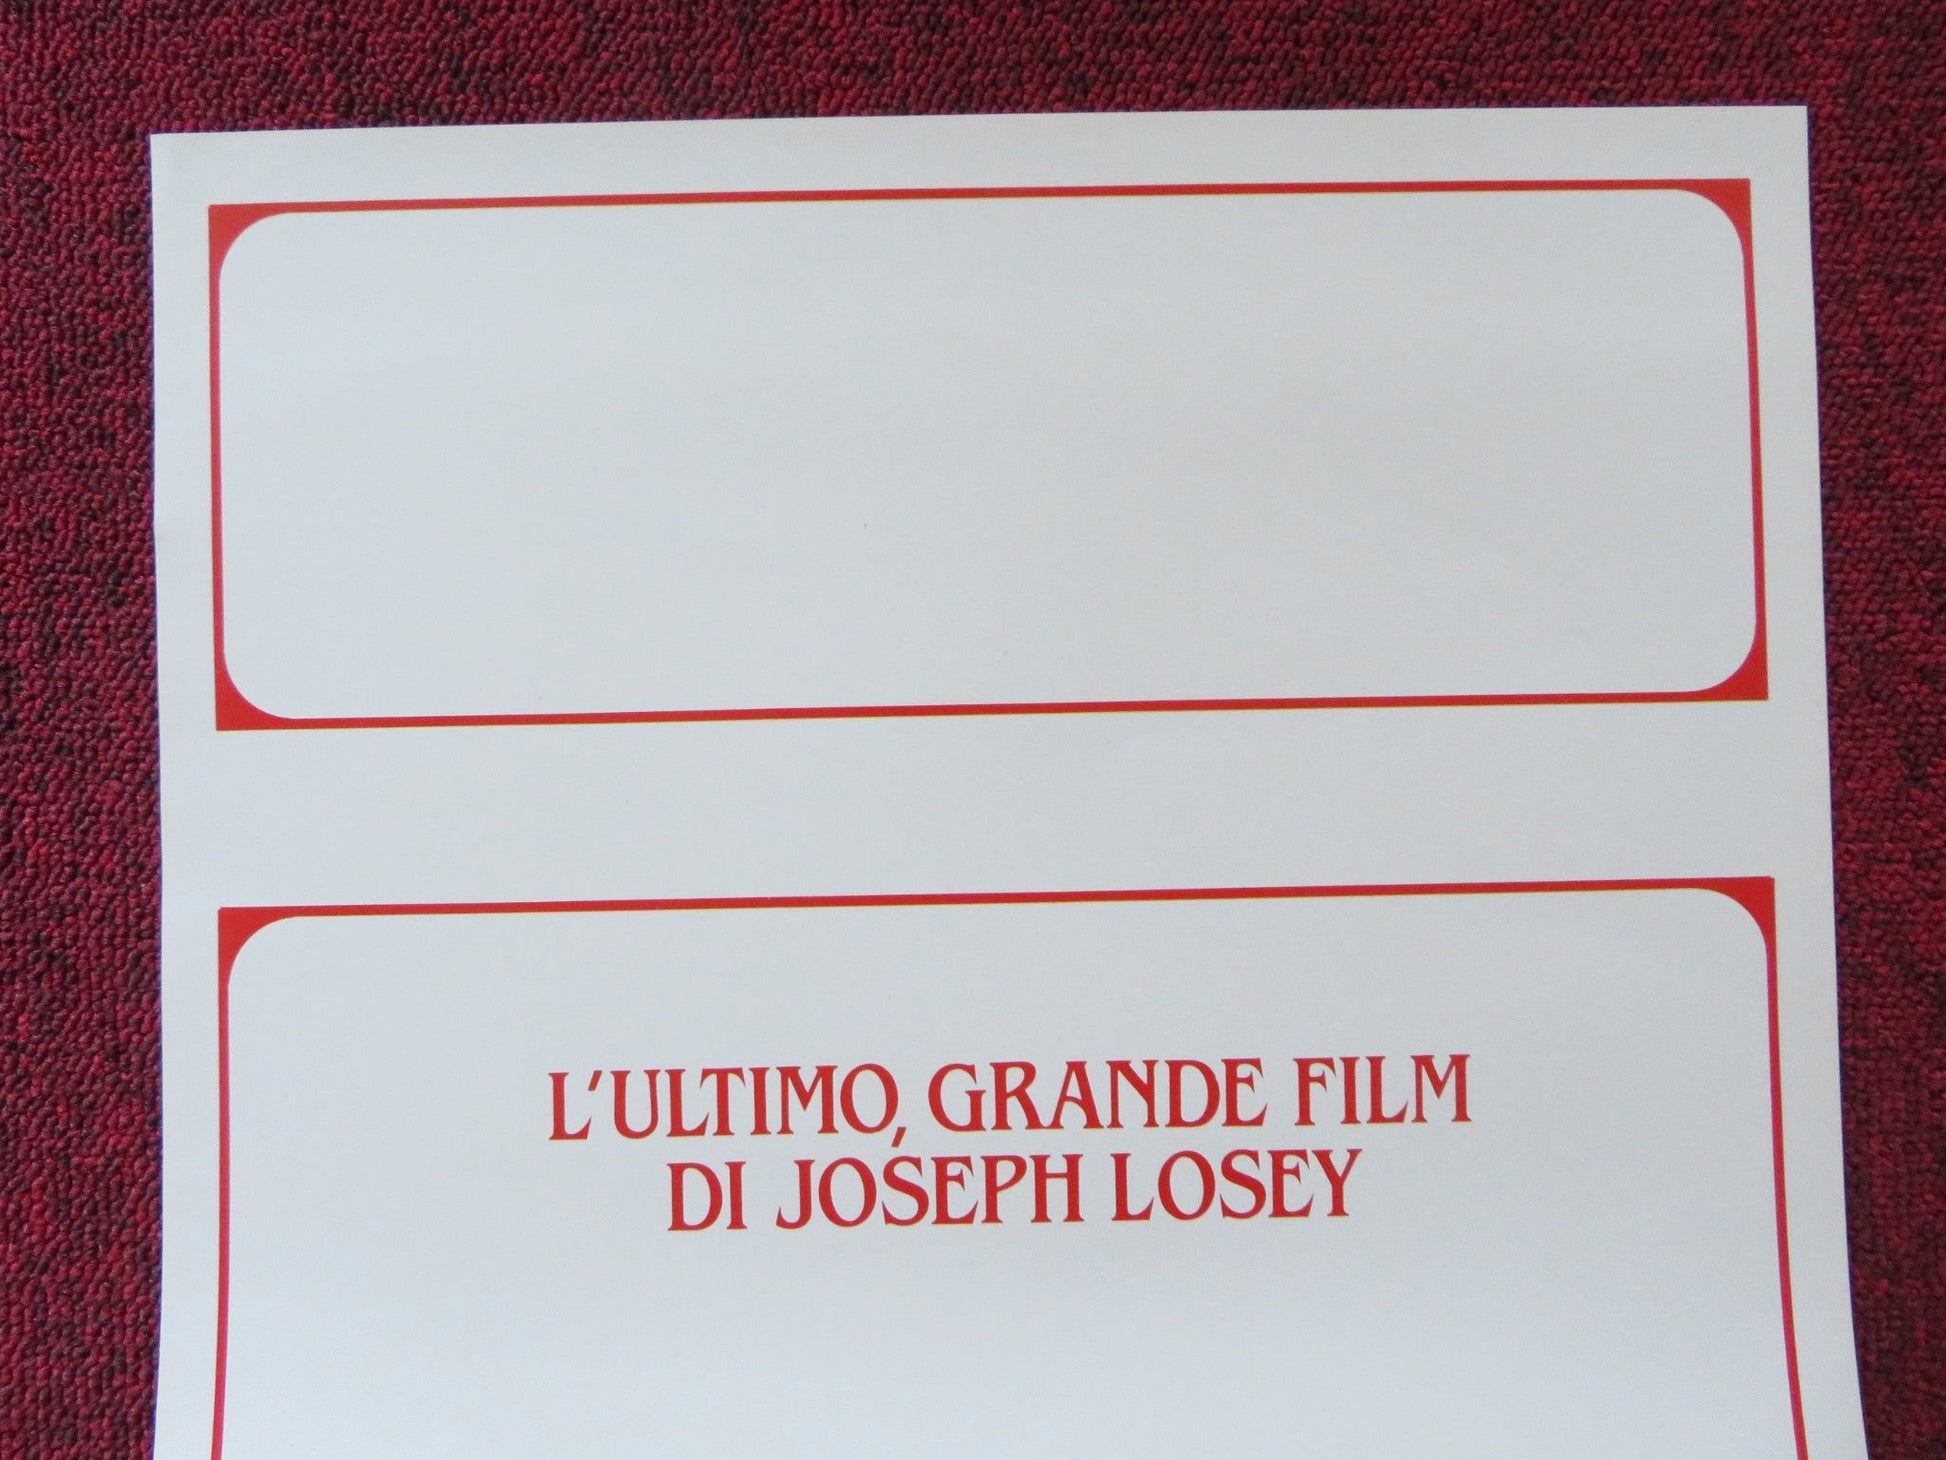 L'ULTIMO, GRANDE FILM
DI JOSEPH LOSEY